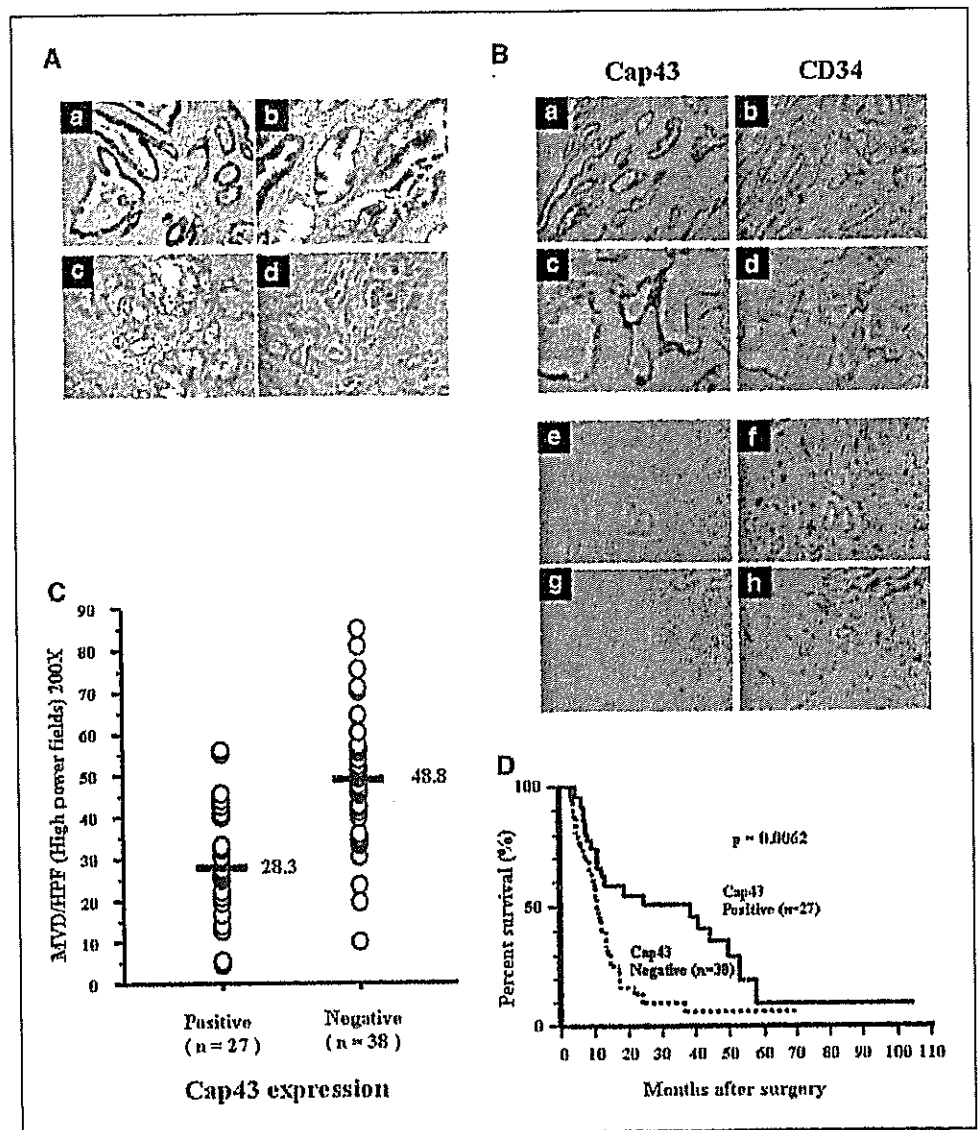 A
a
b
c
d
B
Cap43 CD34
a
b
c
d
e
f
g
h
C
MVD/HPF (High power fields) 200X
90
80
70
60
50
40
30
20
10
0
28.3
48.8
Positive
( n = 27 )
Negative
( n = 38 )
Cap43 expression
D
Percent survival (%)
100
50
0
p = 0.0062
Cap43
Positive (n=27)
Cap43
Negative (n=38)
0 10 20 30 40 50 60 70 80 90 100 110
Months after surgery